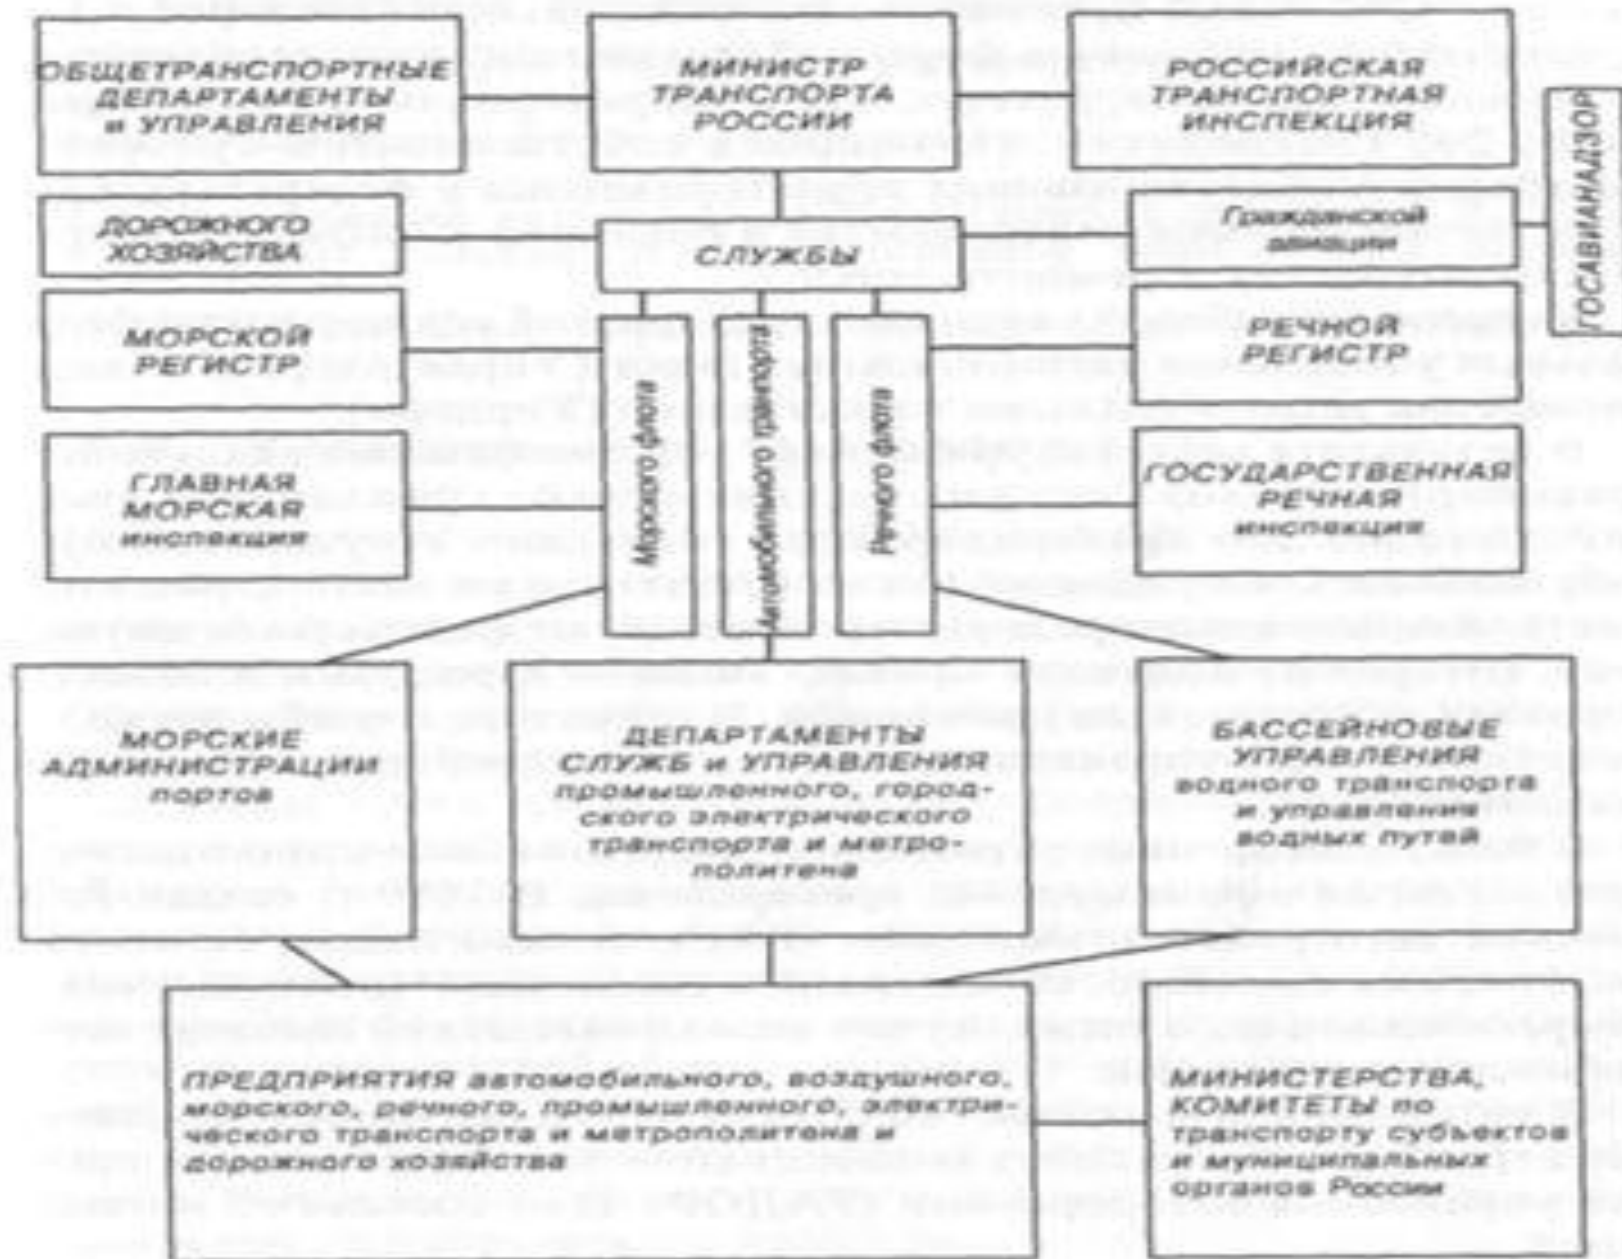 ОБЩЕТРАНСПОРТНЫЕ
ДЕПАРТАМЕНТЫ
и УПРАВЛЕНИЯ
МИНИСТР
ТРАНСПОРТА
РОССИИ
РОССИЙСКАЯ
ТРАНСПОРТНАЯ
ИНСПЕКЦИЯ
ГОСАВИАНАДЗОР
ДОРОЖНОГО
ХОЗЯЙСТВА
СЛУЖБЫ
Гражданской
авиации
МОРСКОЙ
РЕГИСТР
Морского флота
Автомобильного транпорта
Речного флота
РЕЧНОЙ
РЕГИСТР
ГЛАВНАЯ
МОРСКАЯ
инспекция
ГОСУДАРСТВЕННАЯ
РЕЧНАЯ
инспекция
МОРСКИЕ
АДМИНИСТРАЦИИ
портов
ДЕПАРТАМЕНТЫ
СЛУЖБ и УПРАВЛЕНИЯ
промышленного, город-
ского электрического
транспорта и метро-
политена
БАССЕЙНОВЫЕ
УПРАВЛЕНИЯ
водного транспорта
и управления
водных путей
ПРЕДПРИЯТИЯ автомобильного, воздушного,
морского, речного, промышленного, электри-
ческого транспорта и метрополитена и
дорожного хозяйства
МИНИСТЕРСТВА,
КОМИТЕТЫ по
транспорту субъектов
и муниципальных
органов России